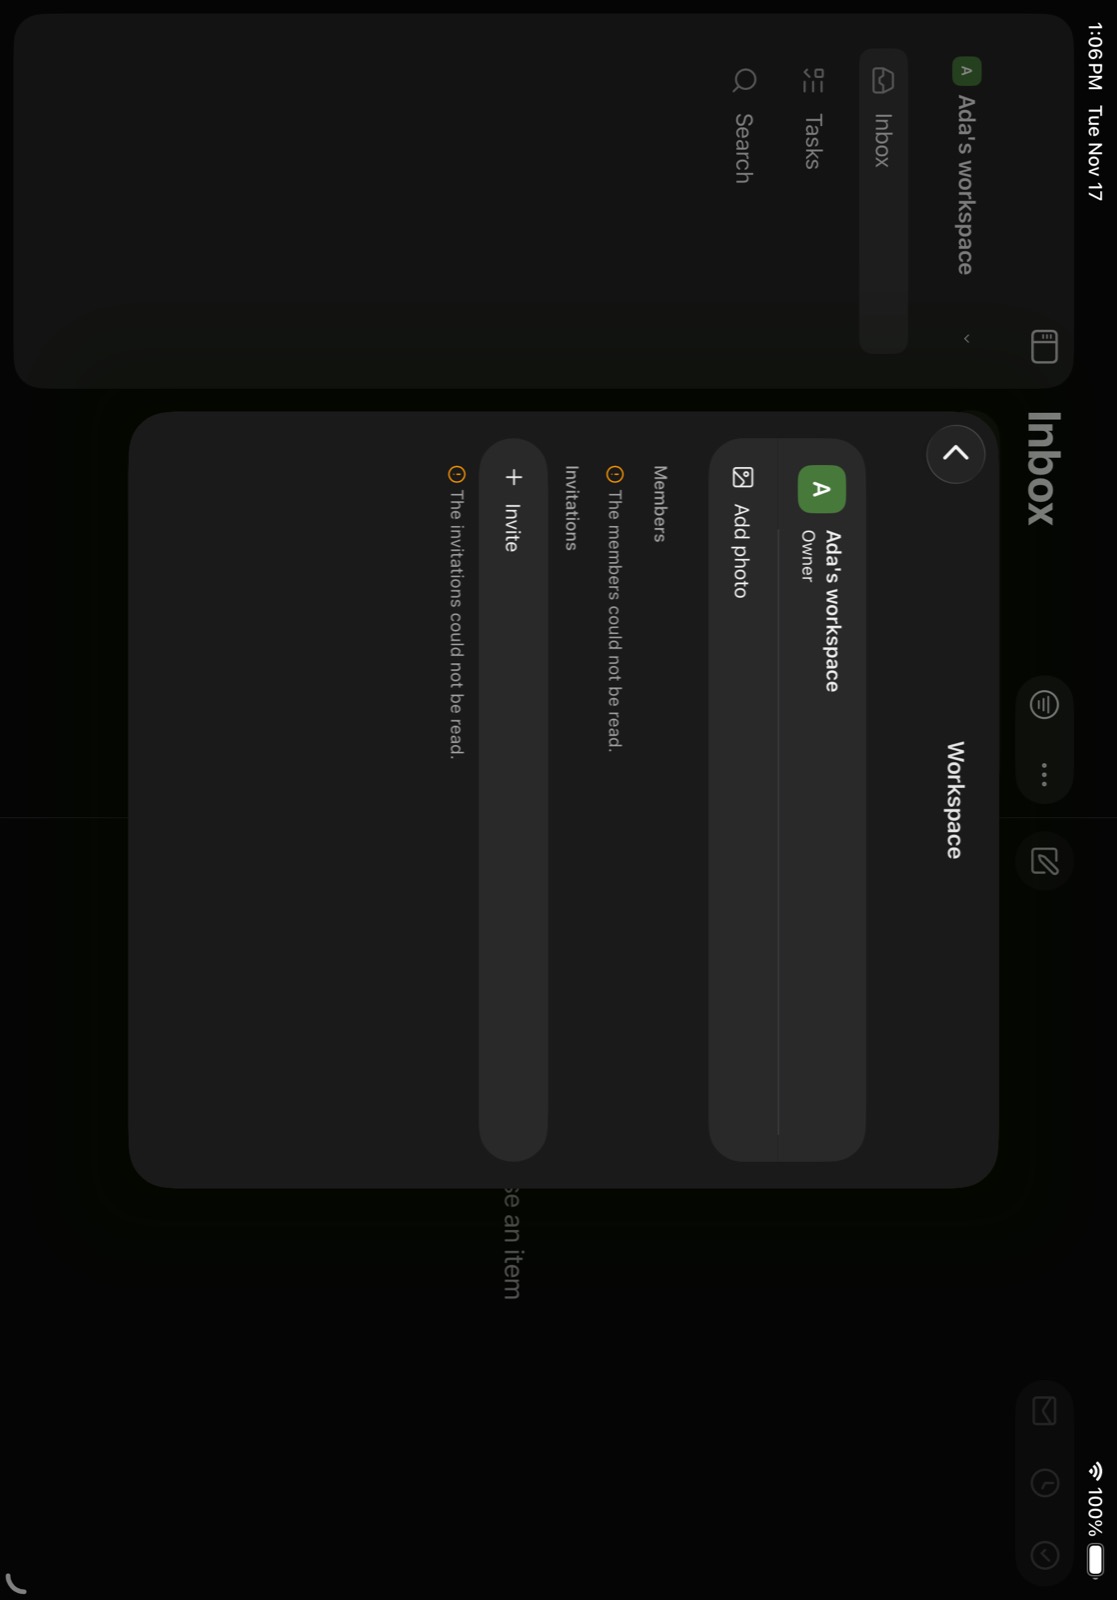 1:06 PM Tue Nov 17
100%
Inbox
A Ada's workspace
Inbox
Tasks
Search
Workspace
A
Ada's workspace
Owner
Add photo
Members
The members could not be read.
Invitations
Invite
The invitations could not be read.
an item